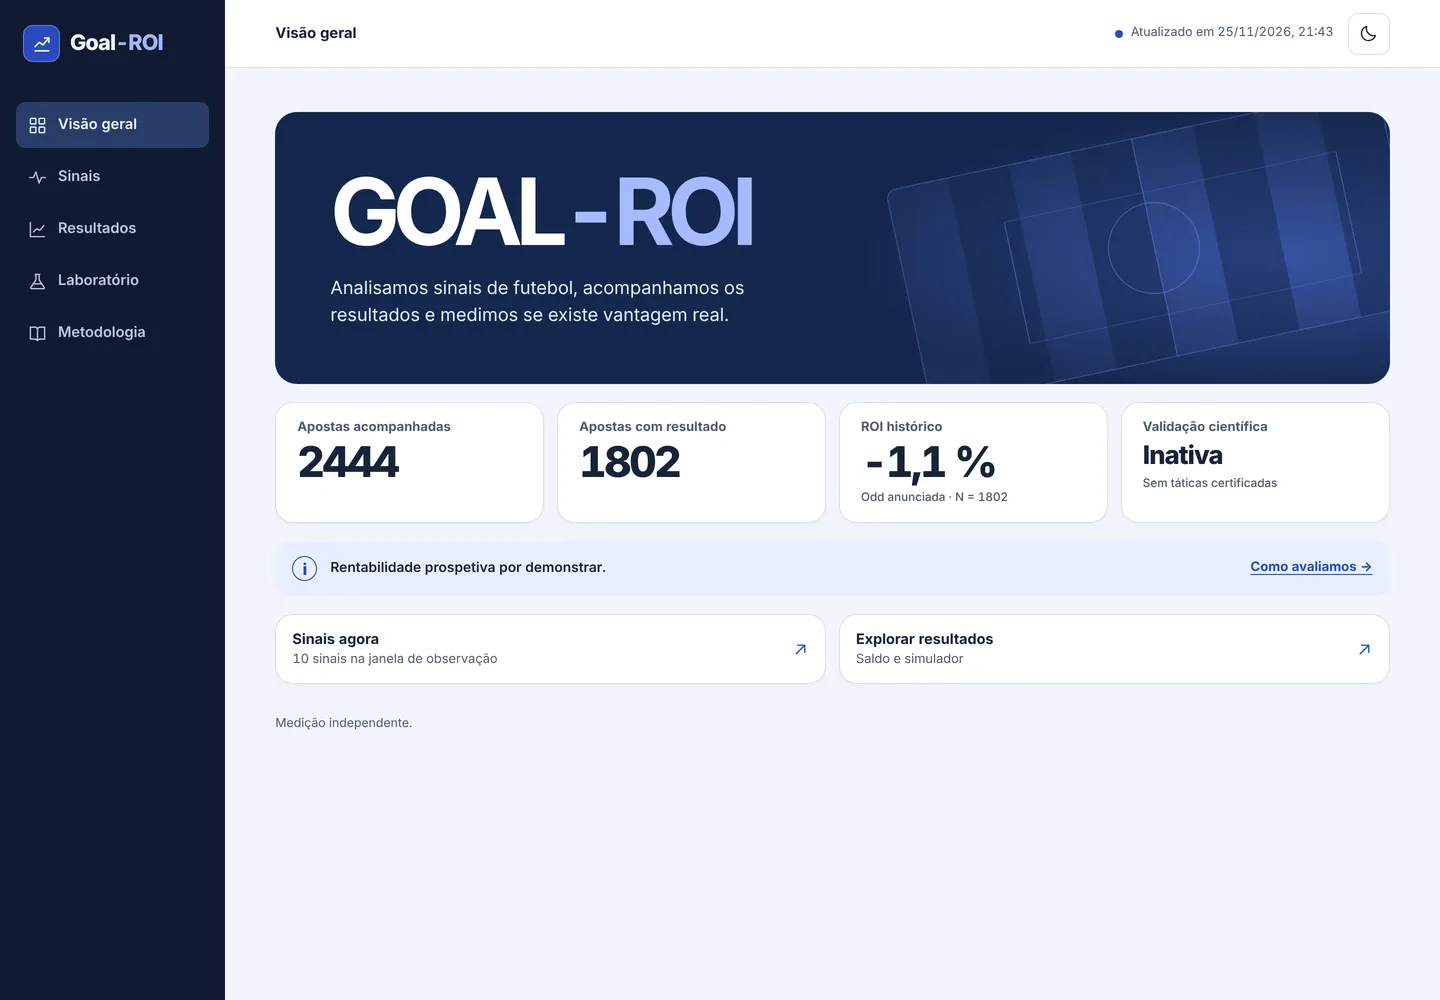 Goal-ROI
Visão geral
Sinais
Resultados
Laboratório
Metodologia
Visão geral
Atualizado em 25/11/2026, 21:43
GOAL-ROI
Analisamos sinais de futebol, acompanhamos os
resultados e medimos se existe vantagem real.
Apostas acompanhadas
2444
Apostas com resultado
1802
ROI histórico
-1,1 %
Odd anunciada · N = 1802
Validação científica
Inativa
Sem táticas certificadas
Rentabilidade prospetiva por demonstrar.
Como avaliamos →
Sinais agora
10 sinais na janela de observação
Explorar resultados
Saldo e simulador
Medição independente.